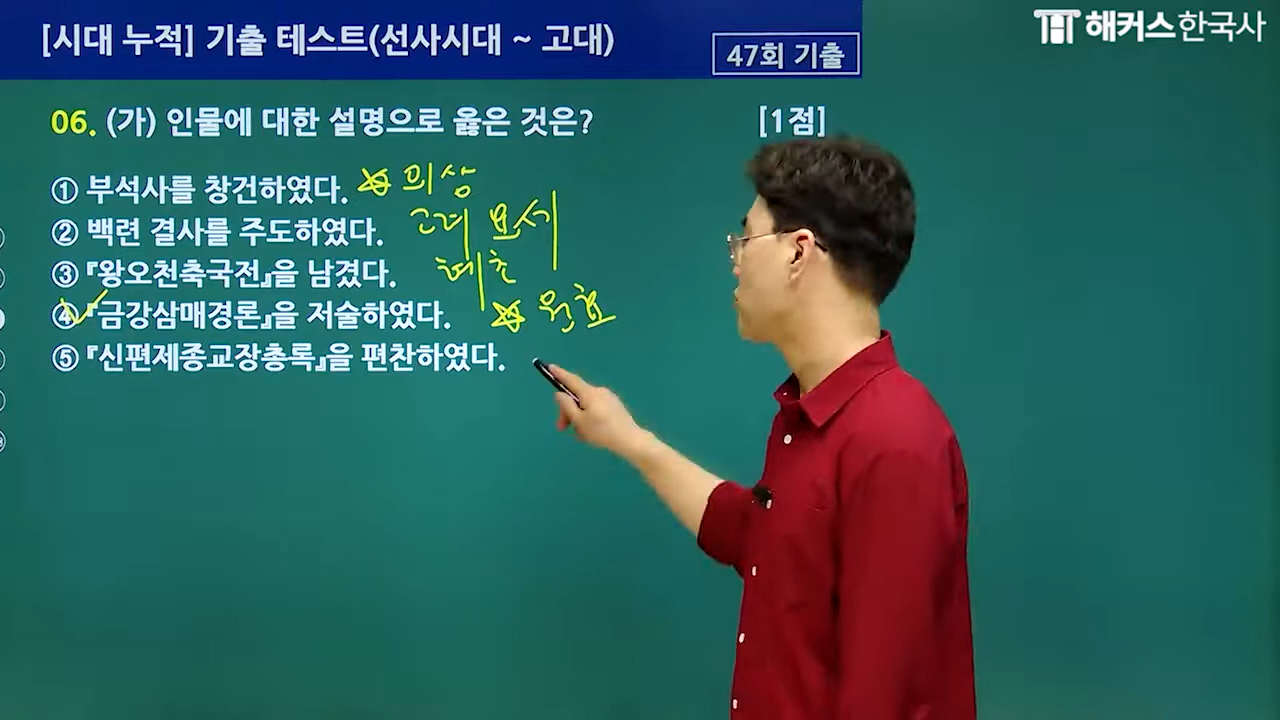 [시대 누적] 기출 테스트(선사시대 ~ 고대)
47회 기출
해커스한국사
06. (가) 인물에 대한 설명으로 옳은 것은? [1점]
① 부석사를 창건하였다. 의상
② 백련 결사를 주도하였다. 고려 요세
③ 『왕오천축국전』을 남겼다. 혜초
④ 『금강삼매경론』을 저술하였다. 원효
⑤ 『신편제종교장총록』을 편찬하였다.